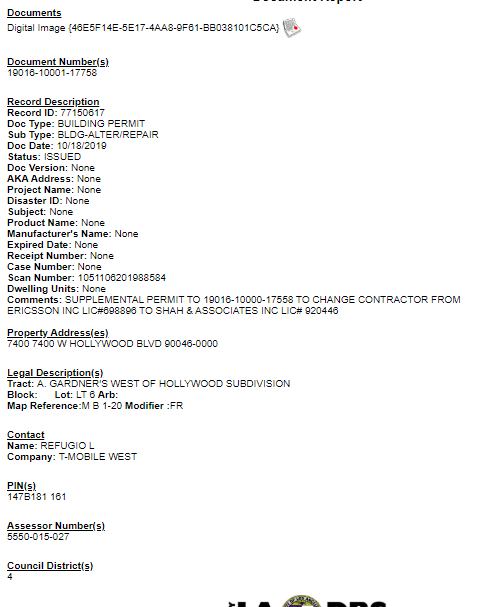 Documents
Digital Image {46E5F14E-5E17-4AA8-9F61-BB038101C5CA}
Document Number(s)
19016-10001-17758
Record Description
Record ID: 77150617
Doc Type: BUILDING PERMIT
Sub Type: BLDG-ALTER/REPAIR
Doc Date: 10/18/2019
Status: ISSUED
Doc Version: None
AKA Address: None
Project Name: None
Disaster ID: None
Subject: None
Product Name: None
Manufacturer's Name: None
Expired Date: None
Receipt Number: None
Case Number: None
Scan Number: 1051106201988584
Dwelling Units: None
Comments: SUPPLEMENTAL PERMIT TO 19016-10000-17558 TO CHANGE CONTRACTOR FROM
ERICSSON INC LIC#698896 TO SHAH & ASSOCIATES INC LIC# 920446
Property Address(es)
7400 7400 W HOLLYWOOD BLVD 90046-0000
Legal Description(s)
Tract: A. GARDNER'S WEST OF HOLLYWOOD SUBDIVISION
Block: Lot: LT 6 Arb:
Map Reference:M B 1-20 Modifier :FR
Contact
Name: REFUGIO L
Company: T-MOBILE WEST
PIN(s)
147B181 161
Assessor Number(s)
5550-015-027
Council District(s)
4